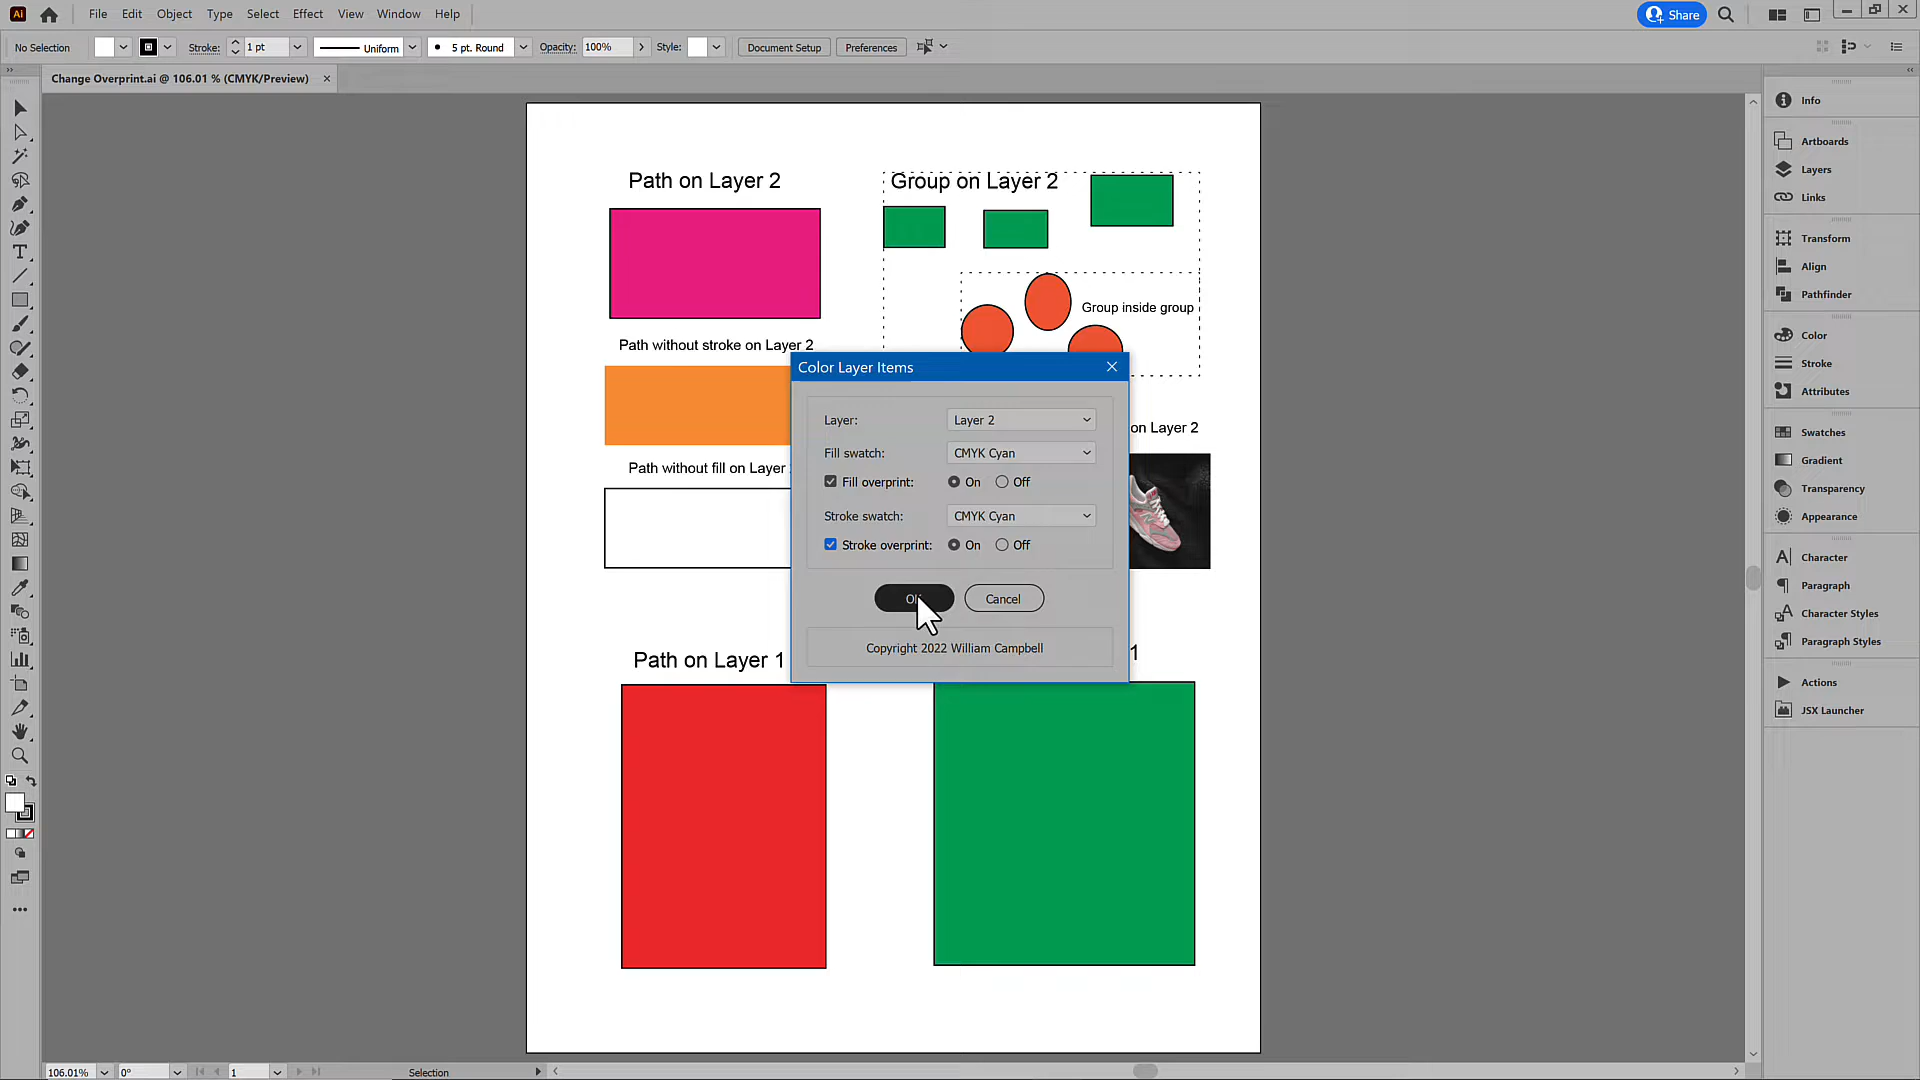 Ai File Edit Object Type Select Effect View Window Help Share
No Selection Stroke: 1 pt Uniform 5 pt. Round Opacity: 100% Style: Document Setup Preferences
Change Overprint.ai @ 106.01 % (CMYK/Preview)
Path on Layer 2
Group on Layer 2
Group inside group
Path without stroke on Layer 2
on Layer 2
Path without fill on Layer
Color Layer Items
Layer: Layer 2
Fill swatch: CMYK Cyan
Fill overprint: On Off
Stroke swatch: CMYK Cyan
Stroke overprint: On Off
Cancel
Copyright 2022 William Campbell
Path on Layer 1
1
Info
Artboards
Layers
Links
Transform
Align
Pathfinder
Color
Stroke
Attributes
Swatches
Gradient
Transparency
Appearance
Character
Paragraph
Character Styles
Paragraph Styles
Actions
JSX Launcher
106.01% 0° 1 Selection